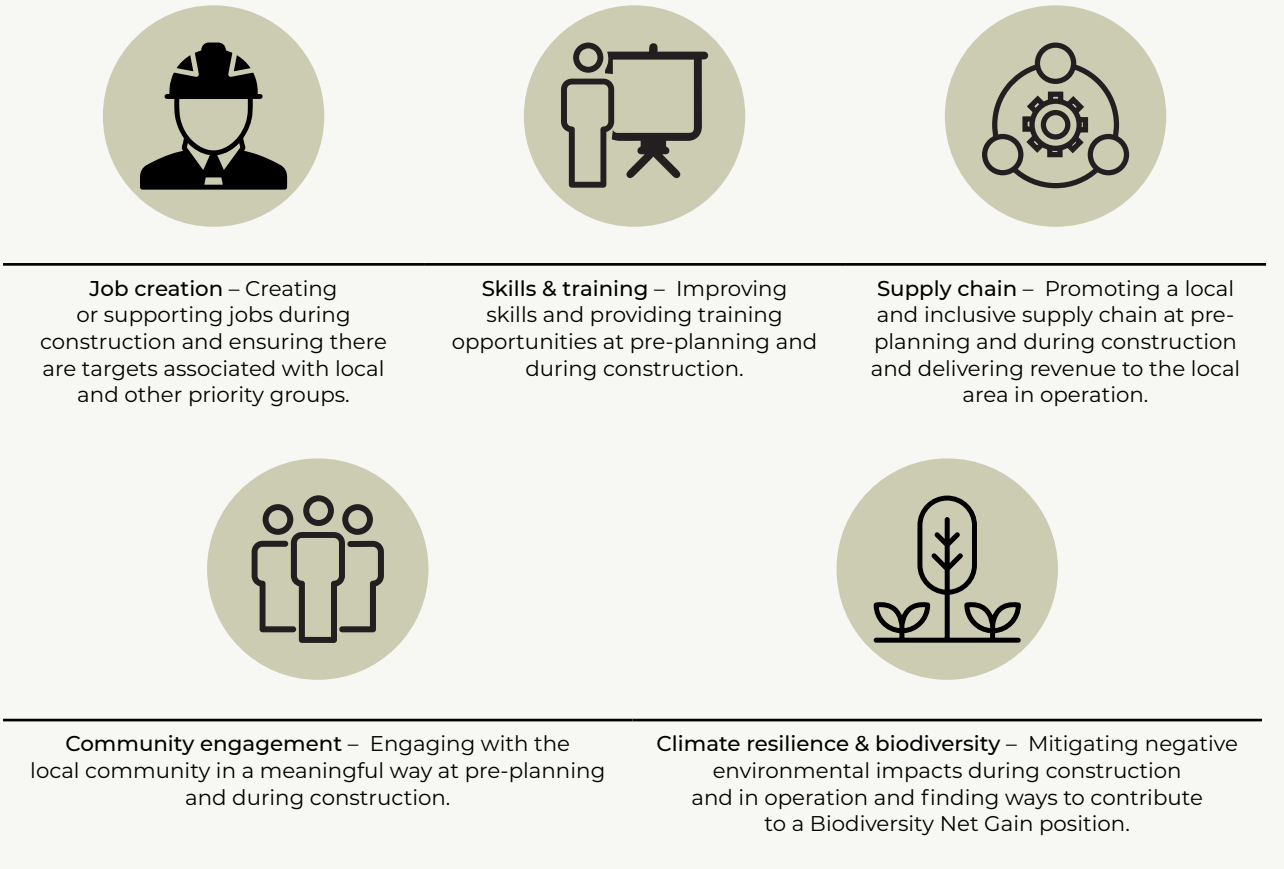 Job creation – Creating
or supporting jobs during
construction and ensuring there
are targets associated with local
and other priority groups.
Skills & training –  Improving
skills and providing training
opportunities at pre-planning and
during construction.
Supply chain –  Promoting a local
and inclusive supply chain at pre-
planning and during construction
and delivering revenue to the local
area in operation.
Community engagement –  Engaging with the
local community in a meaningful way at pre-planning
and during construction.
Climate resilience & biodiversity –  Mitigating negative
environmental impacts during construction
and in operation and finding ways to contribute
to a Biodiversity Net Gain position.